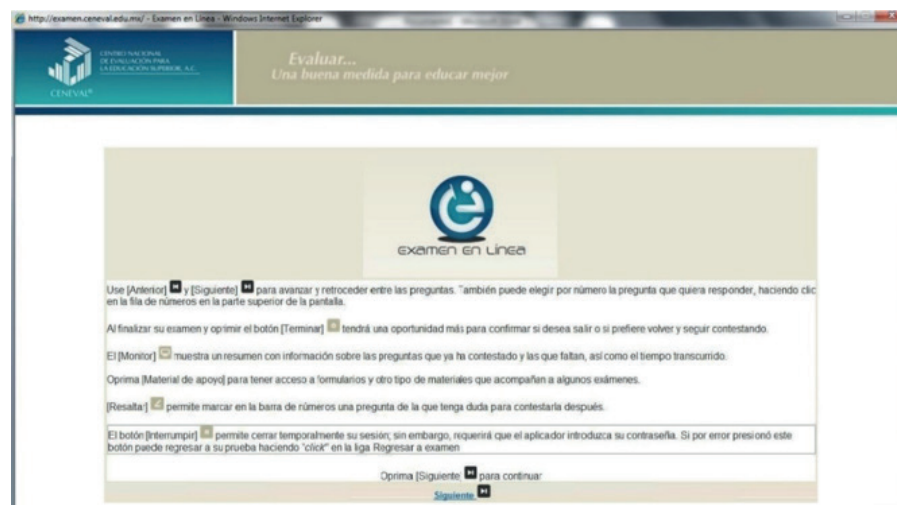 http://examen.ceneval.edu.mx/ - Examen en Línea - Windows Internet Explorer
CENTRO NACIONAL
DE EVALUACIÓN PARA
LA EDUCACIÓN SUPERIOR, A.C.
CENEVAL®
Evaluar...
Una buena medida para educar mejor
examen en Línea
Use [Anterior] y [Siguiente] para avanzar y retroceder entre las preguntas. También puede elegir por número la pregunta que quiera responder, haciendo clic
en la fila de números en la parte superior de la pantalla.
Al finalizar su examen y oprimir el botón [Terminar] tendrá una oportunidad más para confirmar si desea salir o si prefiere volver y seguir contestando.
El [Monitor] muestra un resumen con información sobre las preguntas que ya ha contestado y las que faltan, así como el tiempo transcurrido.
Oprima [Material de apoyo] para tener acceso a formularios y otro tipo de materiales que acompañan a algunos exámenes.
[Resaltar] permite marcar en la barra de números una pregunta de la que tenga duda para contestarla después.
El botón [Interrumpir] permite cerrar temporalmente su sesión; sin embargo, requerirá que el aplicador introduzca su contraseña. Si por error presionó este
botón puede regresar a su prueba haciendo "click" en la liga Regresar a examen
Oprima [Siguiente] para continuar
Siguiente